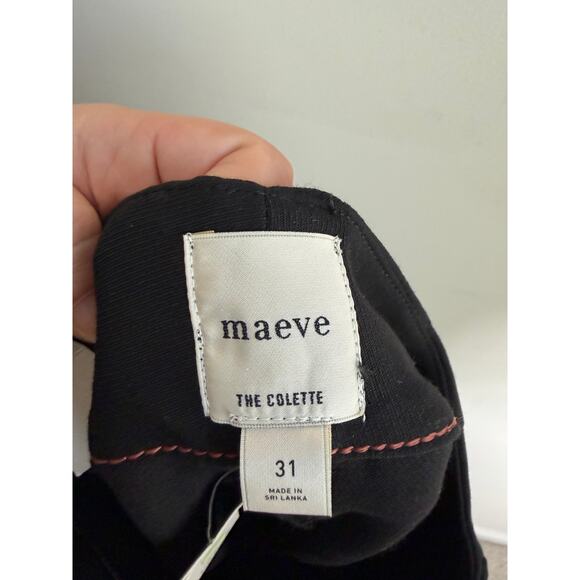 maeve
THE COLETTE
31
MADE IN
SRI LANKA